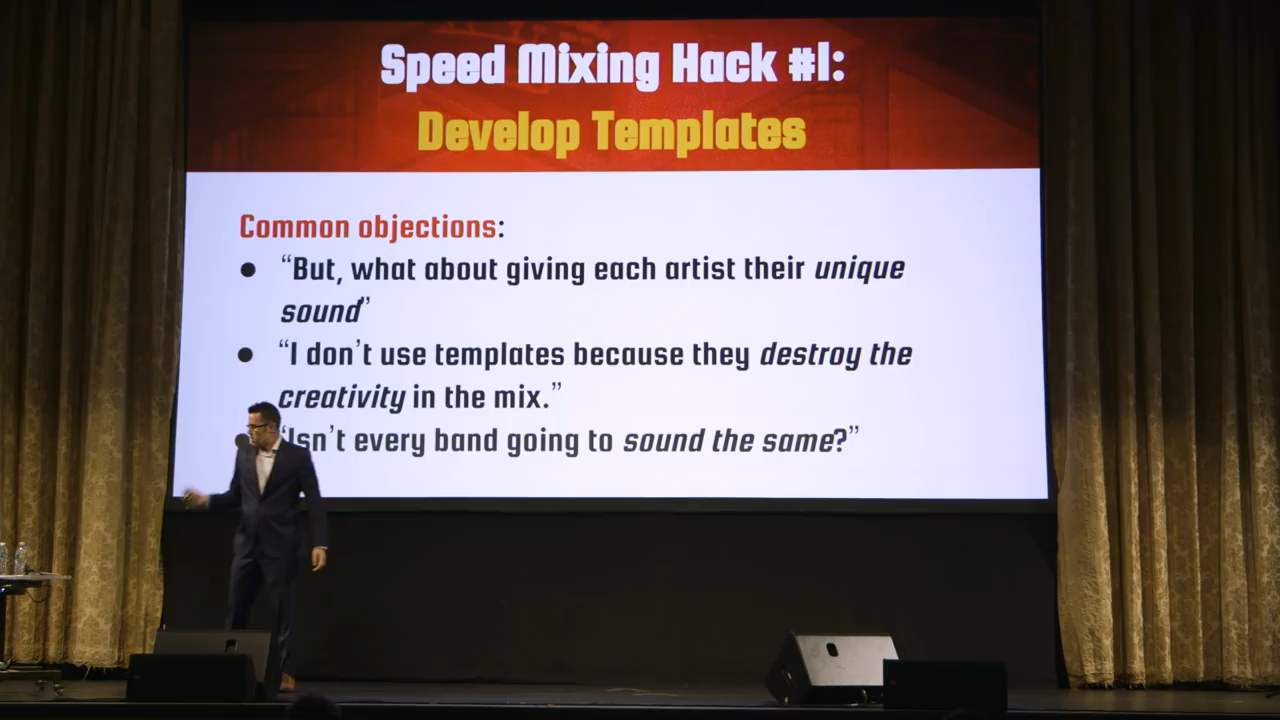 Speed Mixing Hack #1:
Develop Templates
Common objections:
● “But, what about giving each artist their unique
sound”
● “I don’t use templates because they destroy the
creativity in the mix.”
“Isn’t every band going to sound the same?”